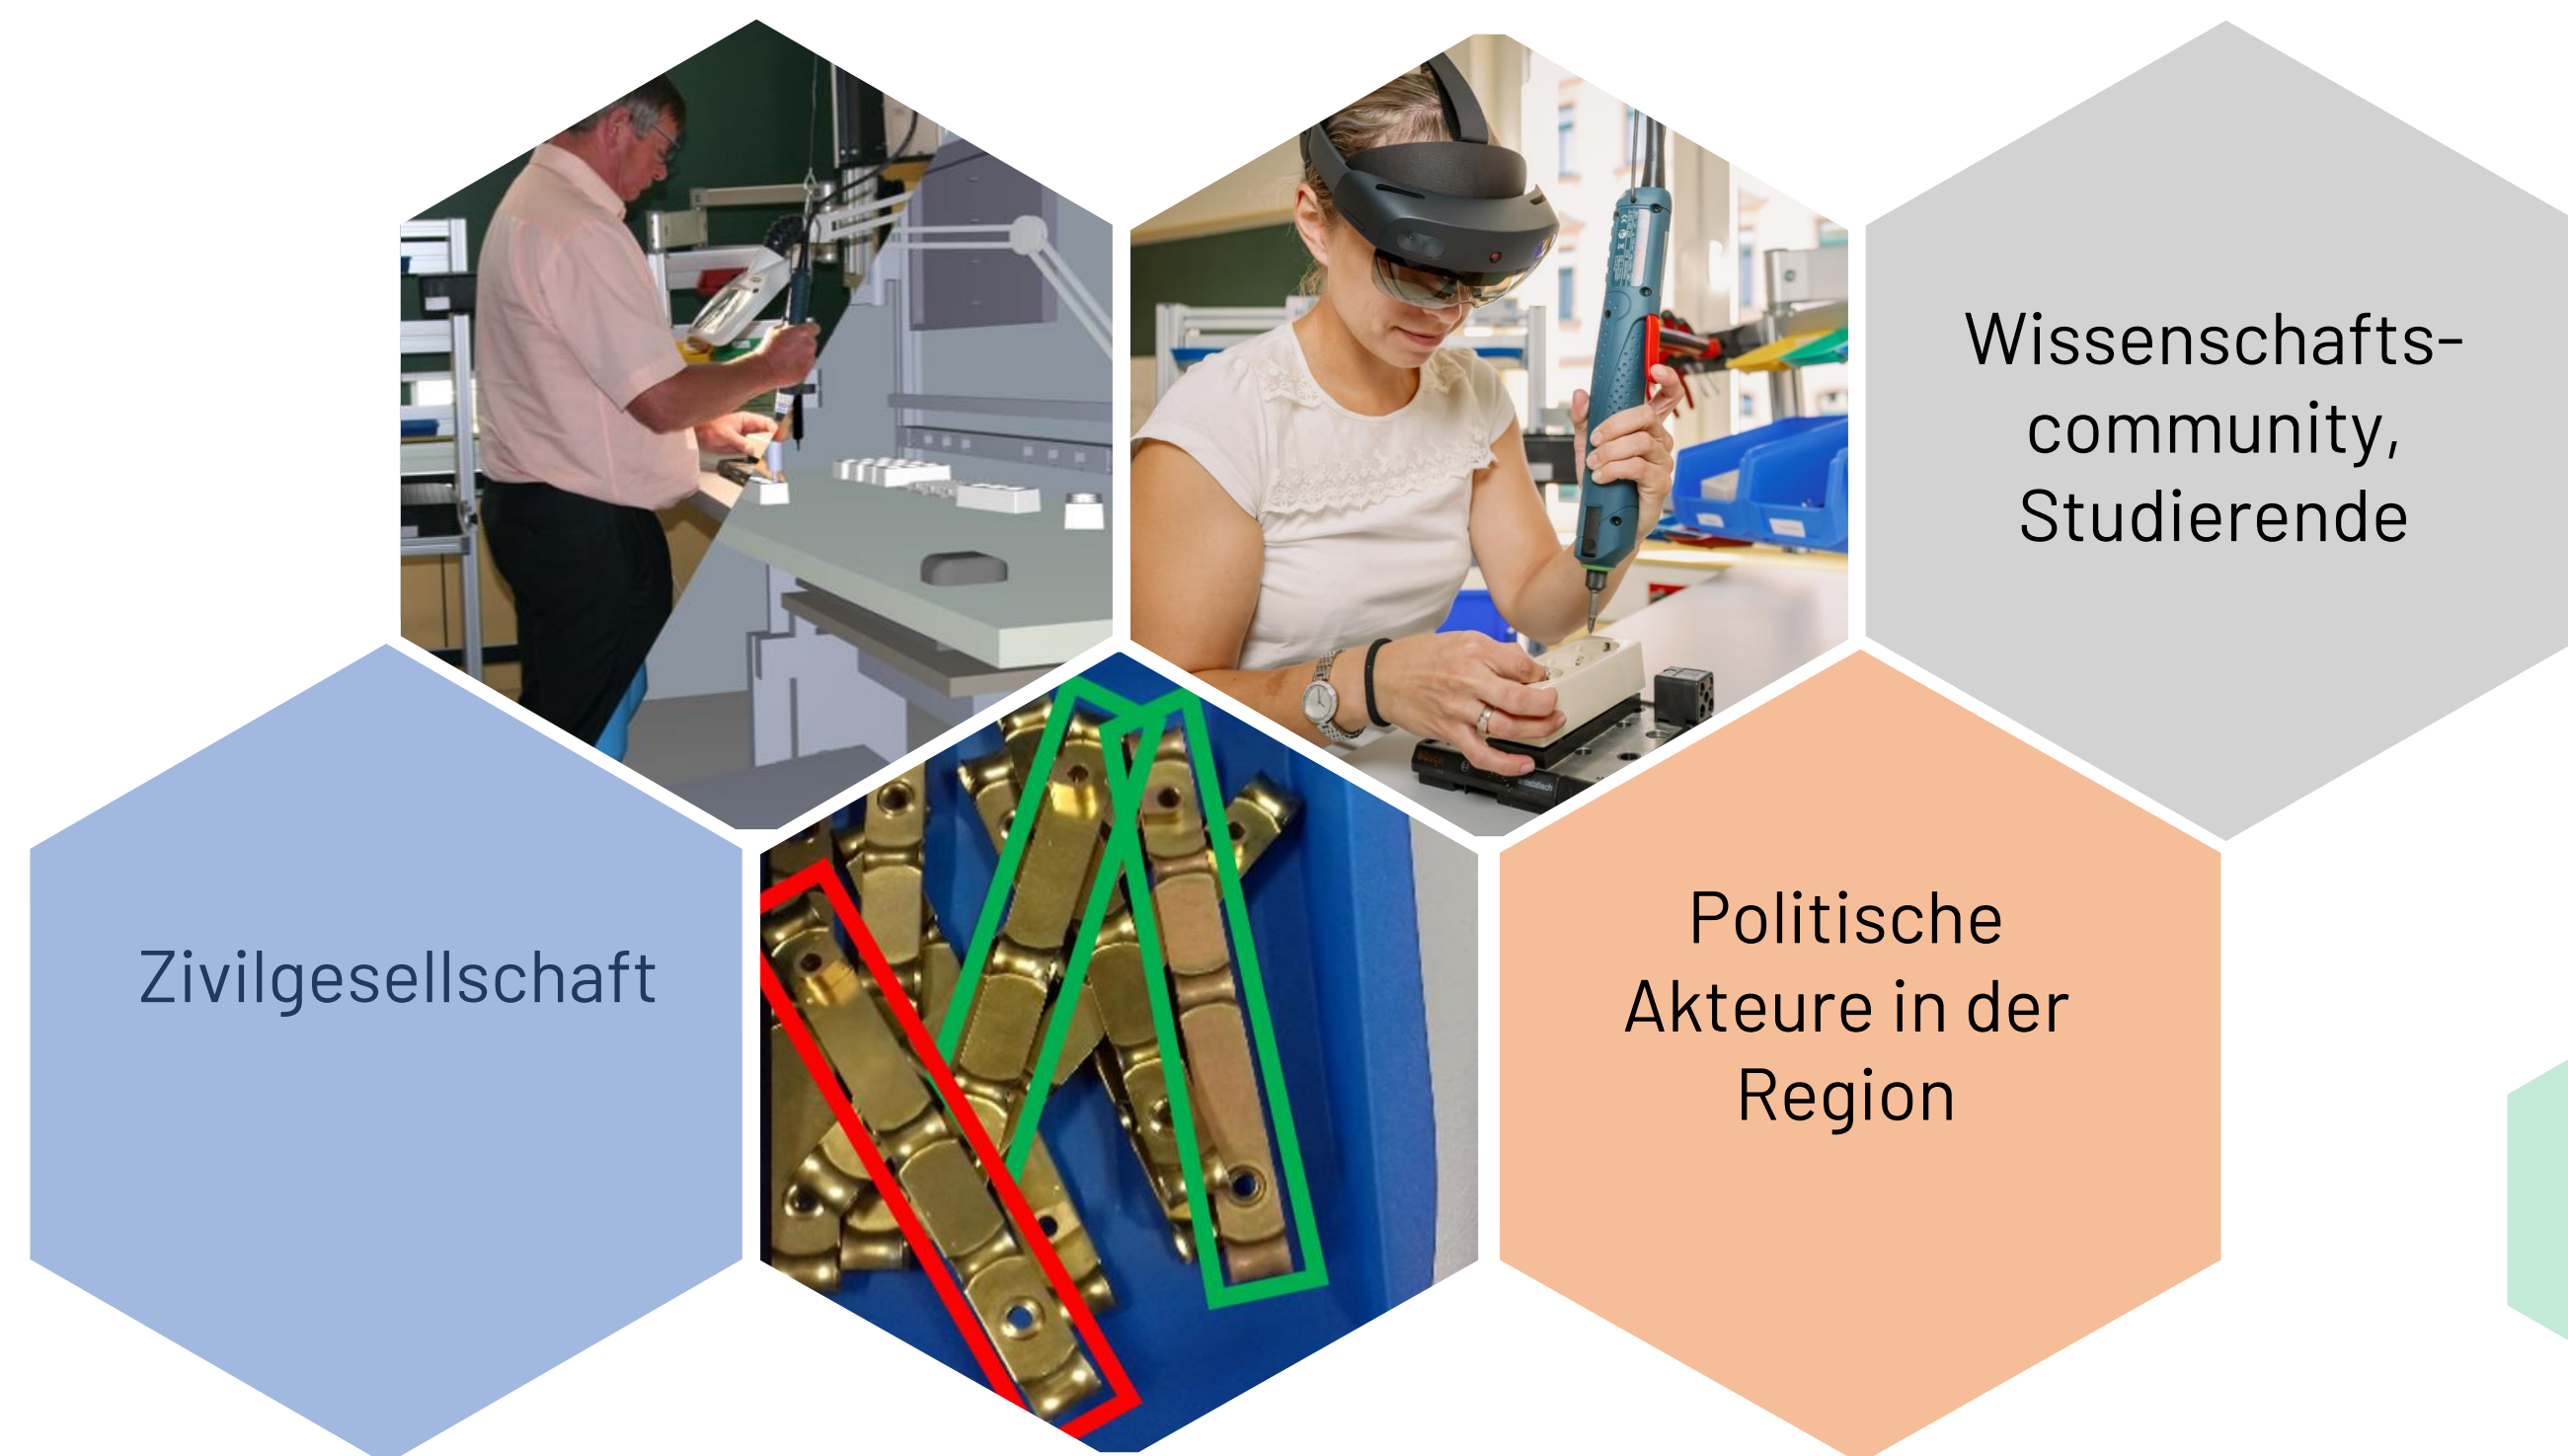 Wissenschafts-
community,
Studierende
Zivilgesellschaft
Politische
Akteure in der
Region